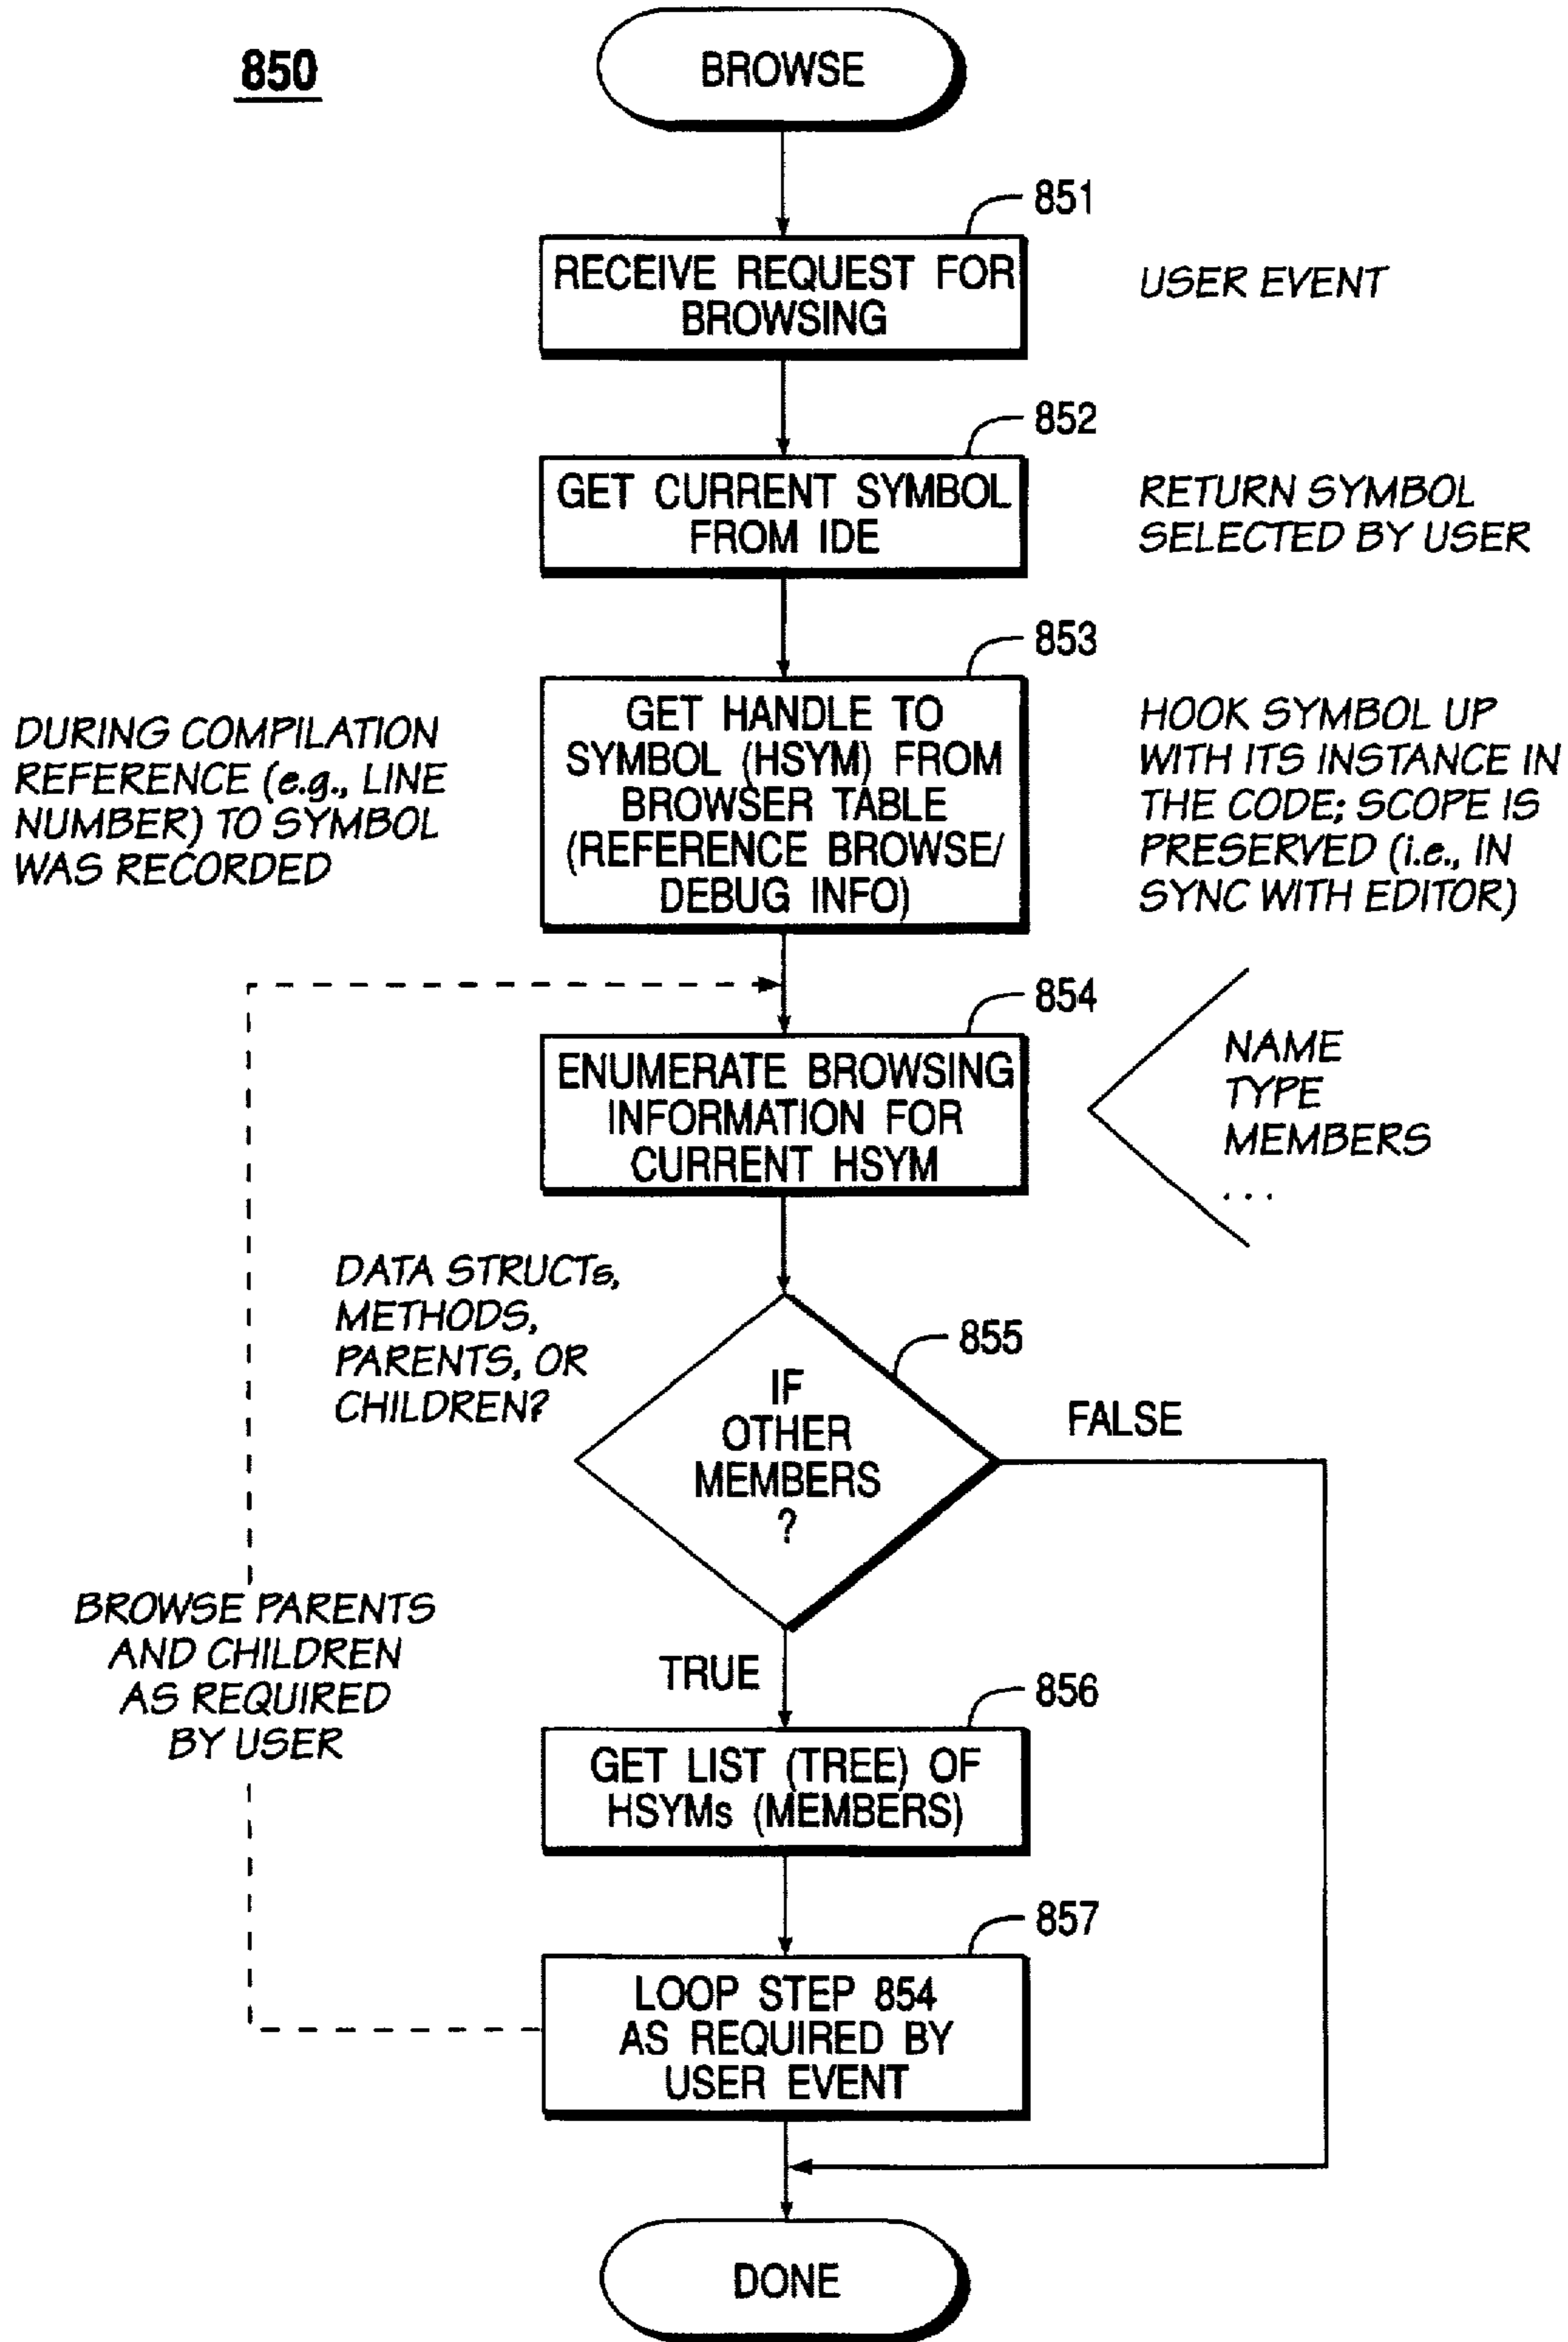 850
BROWSE
851
RECEIVE REQUEST FOR
BROWSING
USER EVENT
852
GET CURRENT SYMBOL
FROM IDE
RETURN SYMBOL
SELECTED BY USER
853
GET HANDLE TO
SYMBOL (HSYM) FROM
BROWSER TABLE
(REFERENCE BROWSE/
DEBUG INFO)
DURING COMPILATION
REFERENCE (e.g., LINE
NUMBER) TO SYMBOL
WAS RECORDED
HOOK SYMBOL UP
WITH ITS INSTANCE IN
THE CODE; SCOPE IS
PRESERVED (i.e., IN
SYNC WITH EDITOR)
854
ENUMERATE BROWSING
INFORMATION FOR
CURRENT HSYM
NAME
TYPE
MEMBERS
. . .
DATA STRUCTs,
METHODS,
PARENTS, OR
CHILDREN?
855
IF
OTHER
MEMBERS
?
FALSE
BROWSE PARENTS
AND CHILDREN
AS REQUIRED
BY USER
TRUE
856
GET LIST (TREE) OF
HSYMs (MEMBERS)
857
LOOP STEP 854
AS REQUIRED BY
USER EVENT
DONE